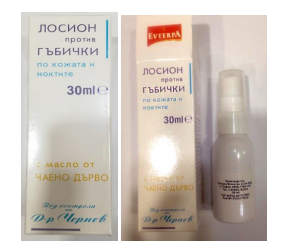 ЛОСИОН
против
ГЪБИЧКИ
по кожата и
ноктите
30ml℮
с масло от
ЧАЕНО ДЪРВО
Под контрола
на
Д-р Чернев
EVTERPA
ЛОСИОН
против
ГЪБИЧКИ
по кожата и
ноктите
30ml℮
с масло от
ЧАЕНО ДЪРВО
Под контрола
на
Д-р Чернев